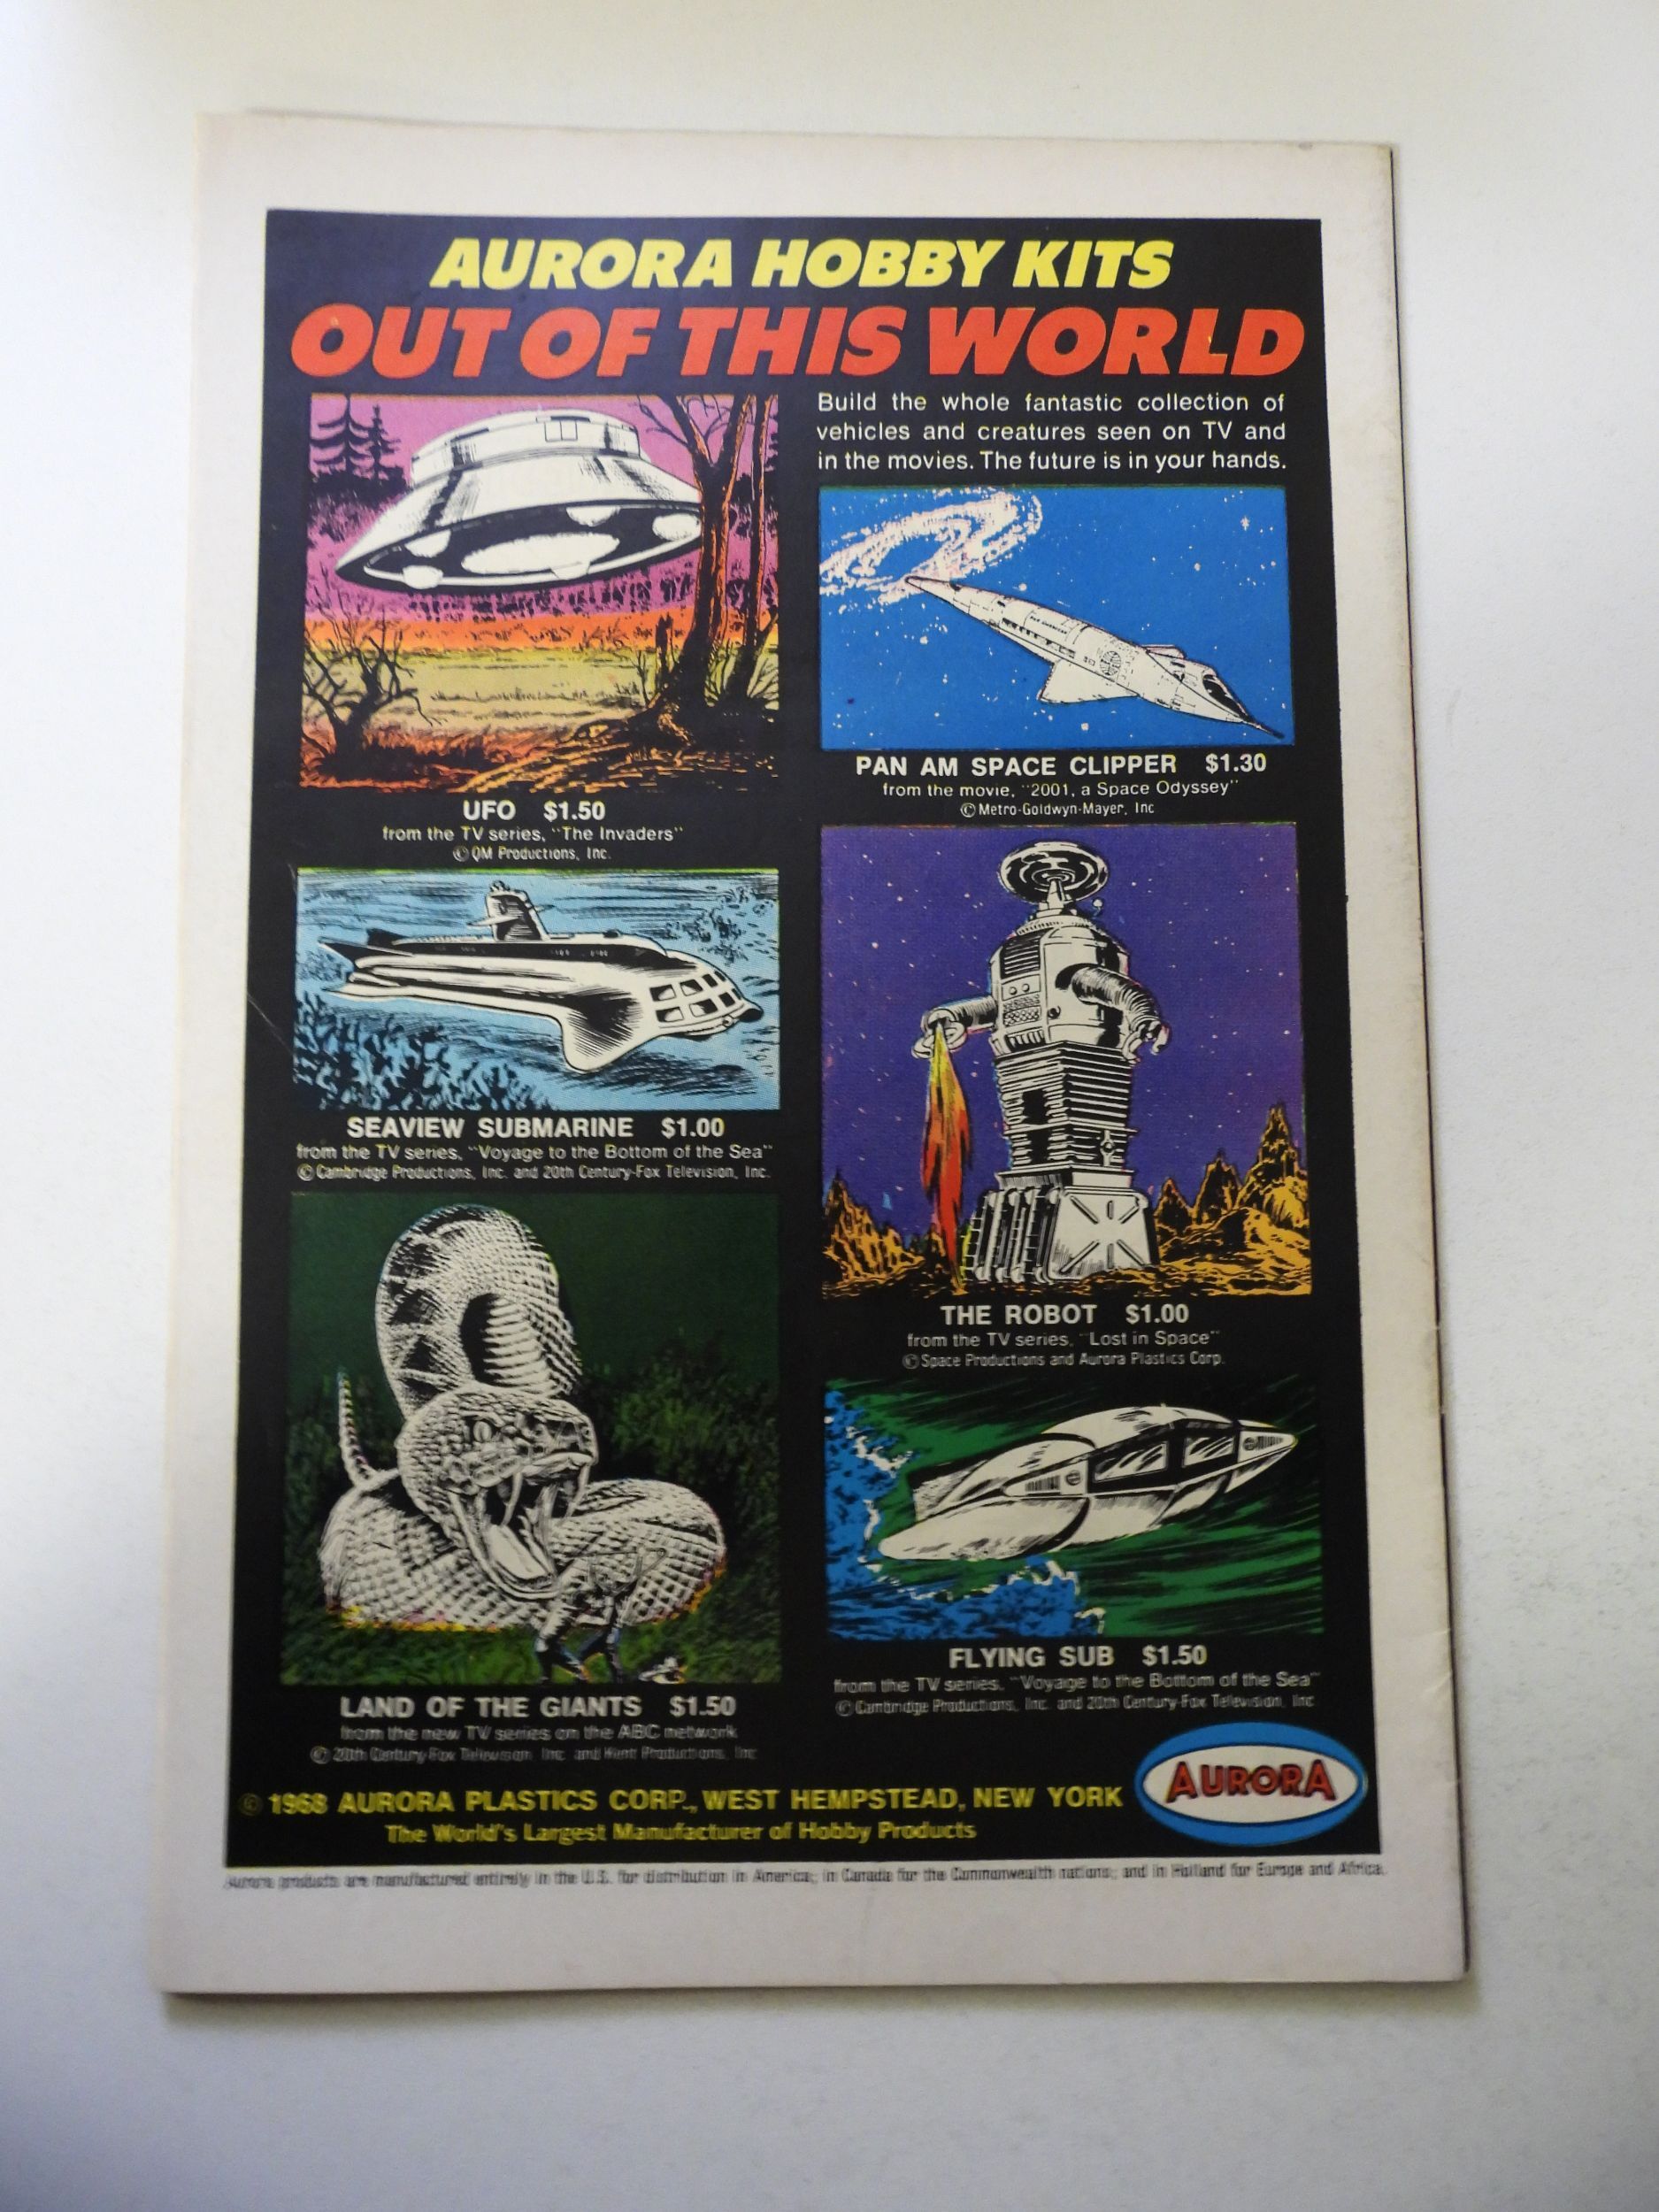 AURORA HOBBY KITS
OUT OF THIS WORLD
Build the whole fantastic collection of
vehicles and creatures seen on TV and
in the movies. The future is in your hands.
UFO $1.50
from the TV series, "The Invaders"
© QM Productions, Inc.
PAN AM SPACE CLIPPER $1.30
from the movie, "2001, a Space Odyssey"
© Metro-Goldwyn-Mayer, Inc
SEAVIEW SUBMARINE $1.00
from the TV series, "Voyage to the Bottom of the Sea"
© Cambridge Productions, Inc. and 20th Century-Fox Television, Inc.
THE ROBOT $1.00
from the TV series, "Lost in Space"
© Space Productions and Aurora Plastics Corp.
LAND OF THE GIANTS $1.50
from the new TV series on the ABC network
© 20th Century-Fox Television Inc. and Kent Productions, Inc
FLYING SUB $1.50
from the TV series, "Voyage to the Bottom of the Sea"
© Cambridge Productions, Inc. and 20th Century-Fox Television, Inc
© 1968 AURORA PLASTICS CORP., WEST HEMPSTEAD, NEW YORK
The World's Largest Manufacturer of Hobby Products
AURORA
Aurora products are manufactured entirely in the U.S. for distribution in America; in Canada for the Commonwealth nations; and in Holland for Europe and Africa.